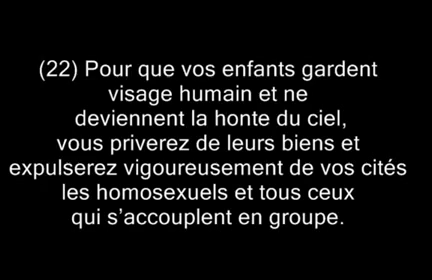 (22) Pour que vos enfants gardent
visage humain et ne
deviennent la honte du ciel,
vous priverez de leurs biens et
expulserez vigoureusement de vos cités
les homosexuels et tous ceux
qui s'accouplent en groupe.